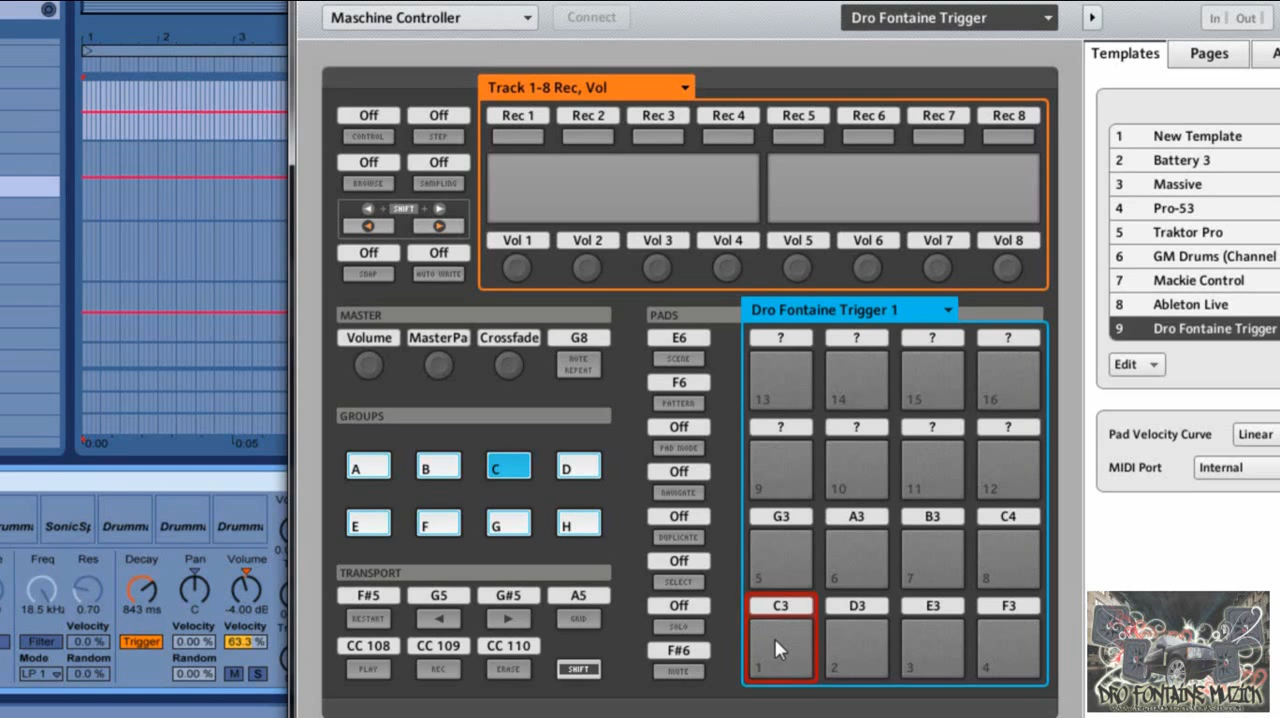 Maschine Controller
Connect
Dro Fontaine Trigger
In | Out
1 2 3
Templates Pages A
Track 1-8 Rec, Vol
Off Off
CONTROL STEP
Rec 1 Rec 2 Rec 3 Rec 4 Rec 5 Rec 6 Rec 7 Rec 8
Off Off
BROWSE SAMPLING
+ SHIFT +
Off Off
SNAP AUTO WRITE
Vol 1 Vol 2 Vol 3 Vol 4 Vol 5 Vol 6 Vol 7 Vol 8
1 New Template
2 Battery 3
3 Massive
4 Pro-53
5 Traktor Pro
6 GM Drums (Channel
7 Mackie Control
8 Ableton Live
9 Dro Fontaine Trigger
Edit
Pad Velocity Curve Linear
MIDI Port Internal
MASTER
Volume MasterPa Crossfade G8
NOTE
REPEAT
GROUPS
A B C D
E F G H
TRANSPORT
F#5 G5 G#5 A5
RESTART GRID
CC 108 CC 109 CC 110
PLAY REC ERASE SHIFT
PADS
E6
SCENE
F6
PATTERN
Off
PAD MODE
Off
NAVIGATE
Off
DUPLICATE
Off
SELECT
Off
SOLO
F#6
MUTE
Dro Fontaine Trigger 1
? ? ? ?
13 14 15 16
? ? ? ?
9 10 11 12
G3 A3 B3 C4
5 6 7 8
C3 D3 E3 F3
1 2 3 4
0:00 0:05
rumm SonicSp Drumm Drumm Drumm
Freq Res Decay Pan Volume
18.5 kHz 0.70 843 ms C -4.00 dB
Velocity Velocity Velocity
Filter 0.0 % Trigger 0.00 % 63.3 %
Mode Random Random
LP 1 0.0 % 0.00 % M S
DRO FONTAINE MUZICK